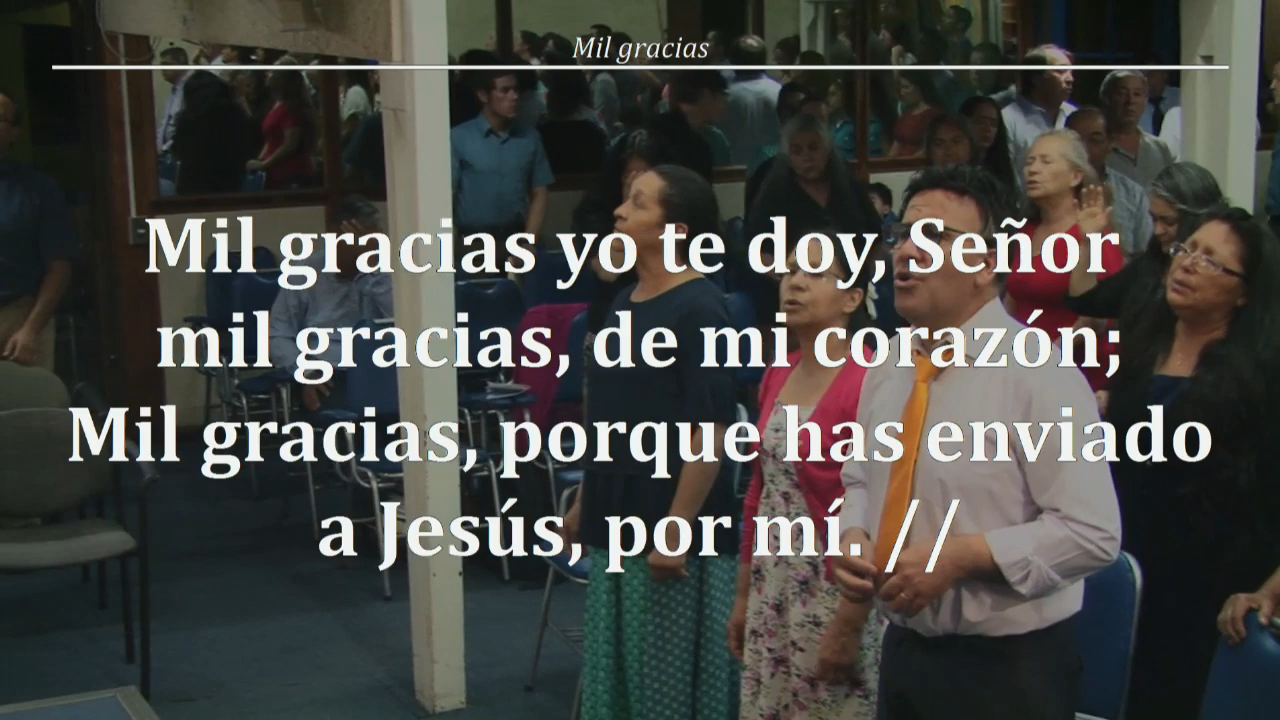 Mil gracias
Mil gracias yo te doy, Señor
mil gracias, de mi corazón;
Mil gracias, porque has enviado
a Jesús, por mí. //